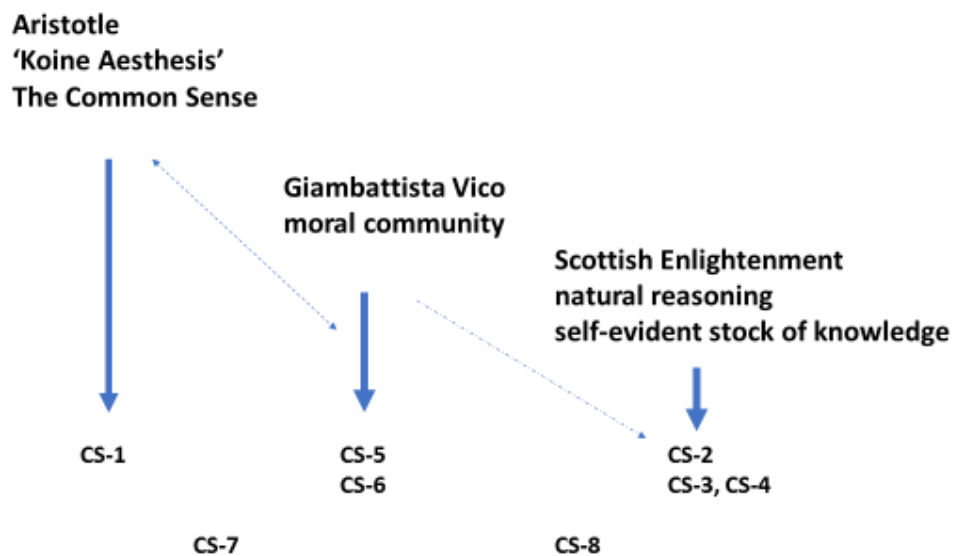 Aristotle
‘Koine Aesthesis’
The Common Sense
Giambattista Vico
moral community
Scottish Enlightenment
natural reasoning
self-evident stock of knowledge
CS-1
CS-5
CS-6
CS-2
CS-3, CS-4
CS-7
CS-8